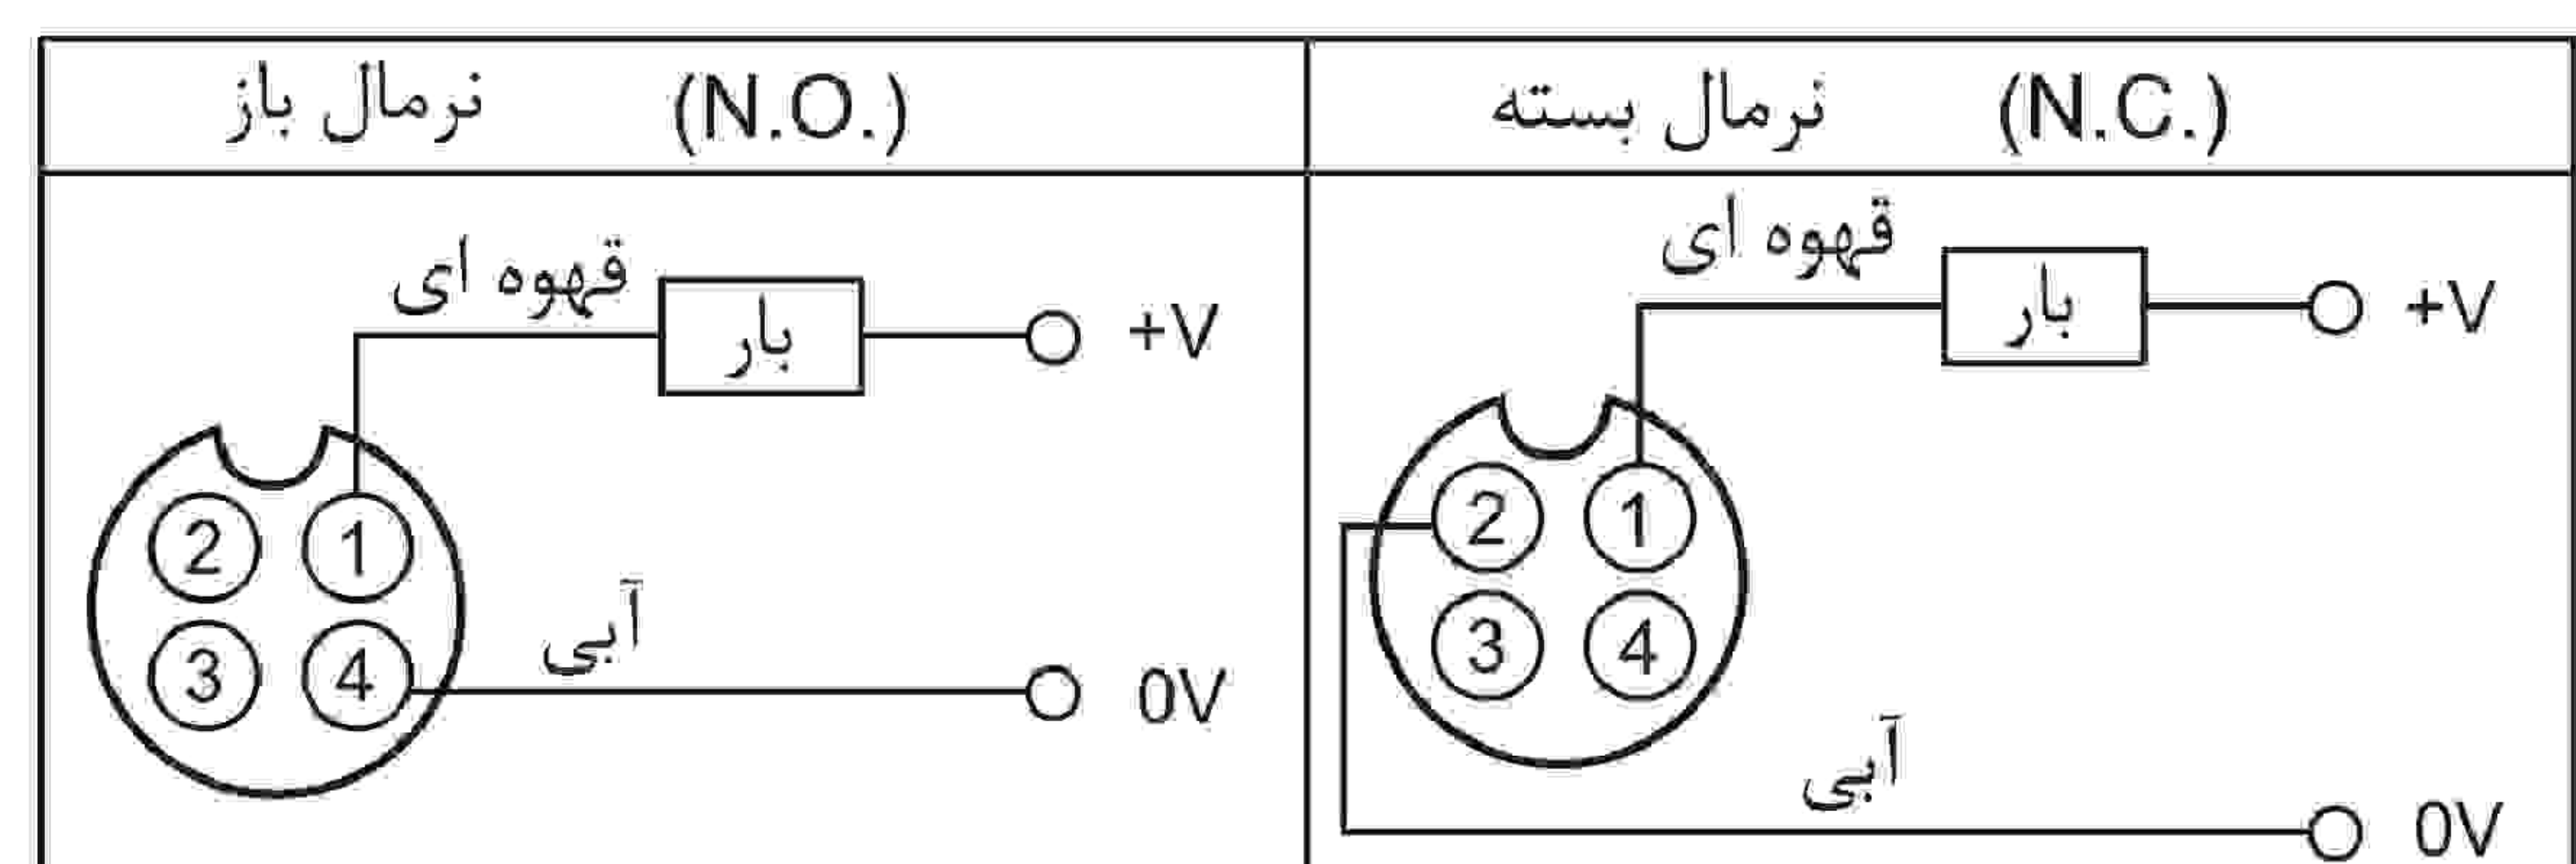 نرمال باز (N.O.)
نرمال بسته (N.C.)
قهوه ای
بار
+V
2 1
3 4
آبی
0V
قهوه ای
بار
+V
2 1
3 4
آبی
0V